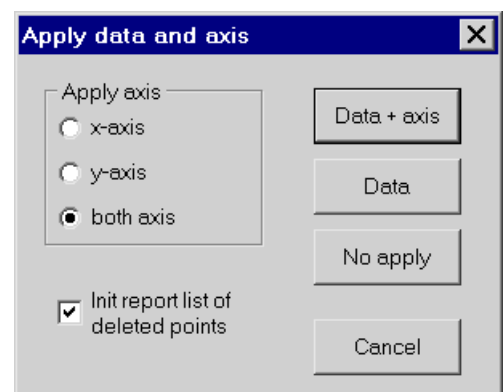 Apply data and axis
Apply axis
x-axis
y-axis
both axis
Init report list of
deleted points
Data + axis
Data
No apply
Cancel